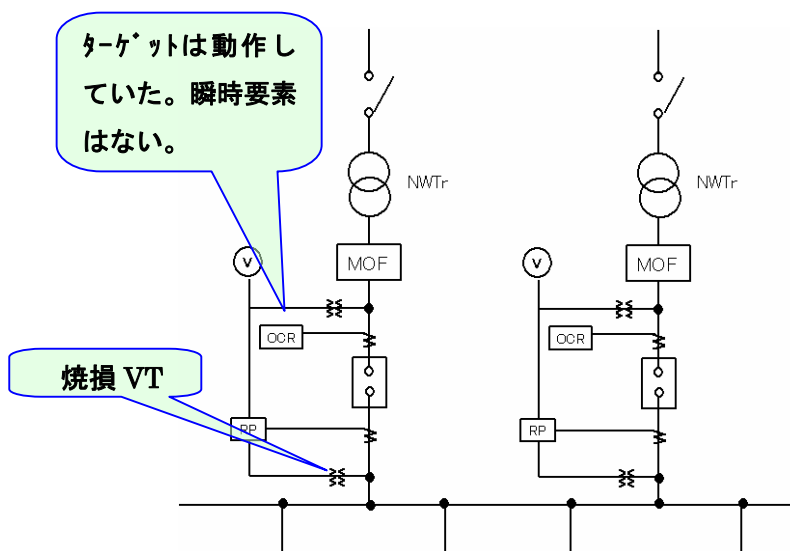 ﾀｰｹﾞｯﾄは動作し
ていた。瞬時要素
はない。
NWTr
NWTr
V
MOF
V
MOF
OCR
OCR
焼損 VT
RP
RP